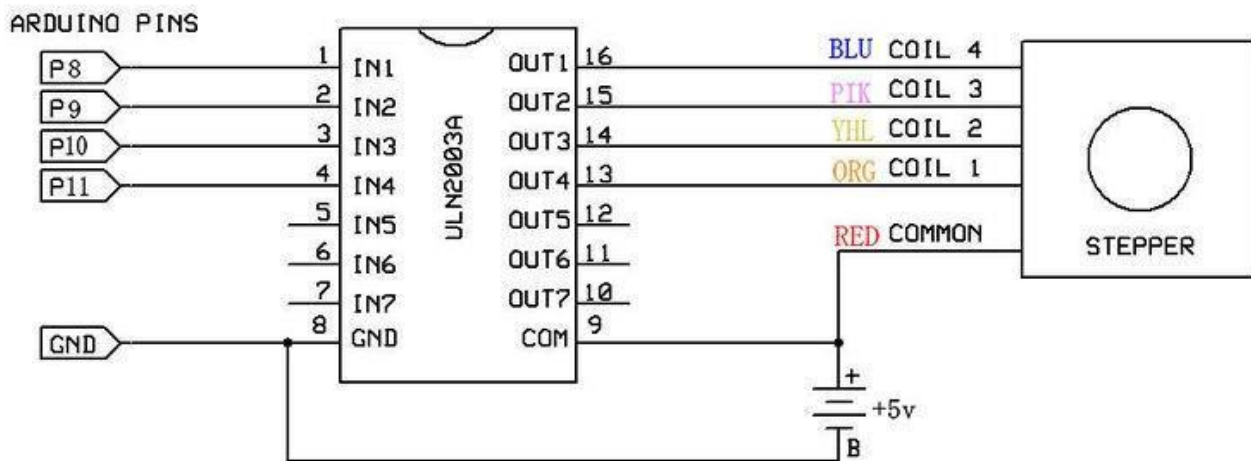 ARDUINO PINS
P8 1 IN1 OUT1 16 BLU COIL 4
P9 2 IN2 OUT2 15 PIK COIL 3
P10 3 IN3 OUT3 14 YHL COIL 2
P11 4 IN4 OUT4 13 ORG COIL 1
5 IN5 OUT5 12
6 IN6 OUT6 11
7 IN7 OUT7 10
GND 8 GND COM 9
ULN2003A
RED COMMON
STEPPER
+
+5v
B